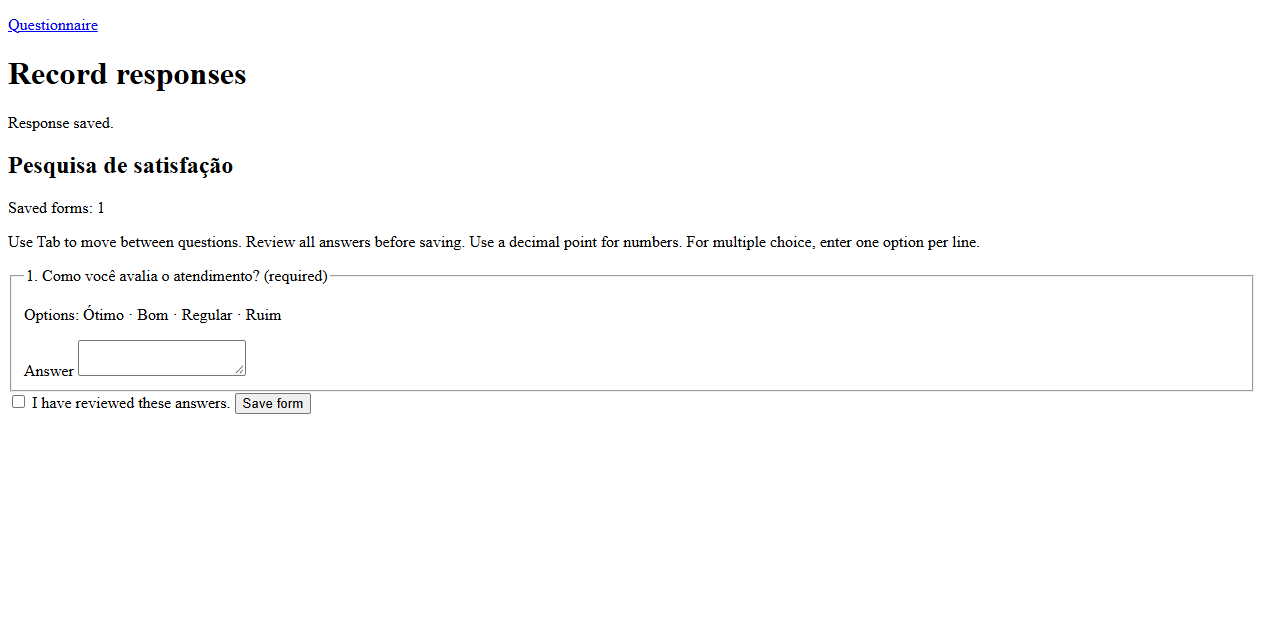 Questionnaire
Record responses
Response saved.
Pesquisa de satisfação
Saved forms: 1
Use Tab to move between questions. Review all answers before saving. Use a decimal point for numbers. For multiple choice, enter one option per line.
1. Como você avalia o atendimento? (required)
Options: Ótimo · Bom · Regular · Ruim
Answer
I have reviewed these answers. Save form